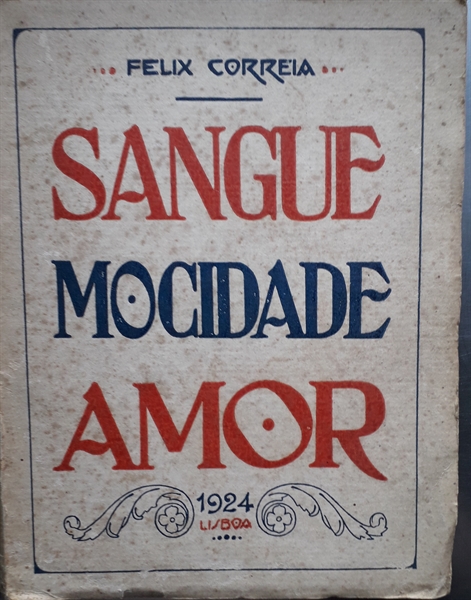 FELIX CORREIA
SANGUE
MOCIDADE
AMOR
1924
LISBOA